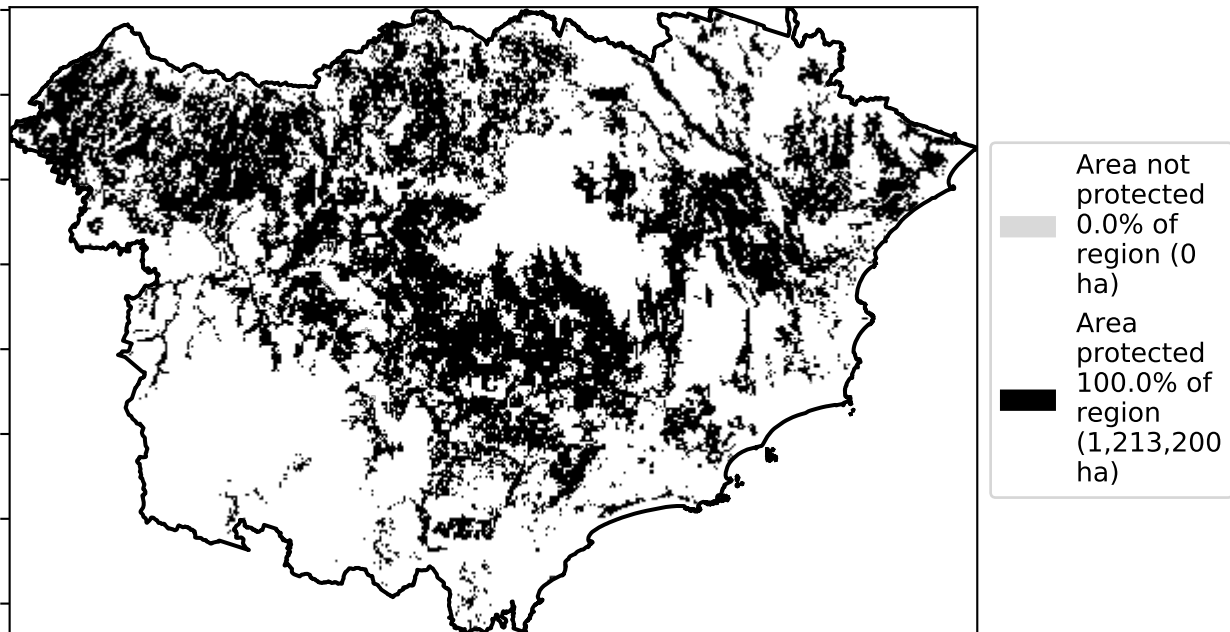 Area not
protected
0.0% of
region (0
ha)
Area
protected
100.0% of
region
(1,213,200
ha)